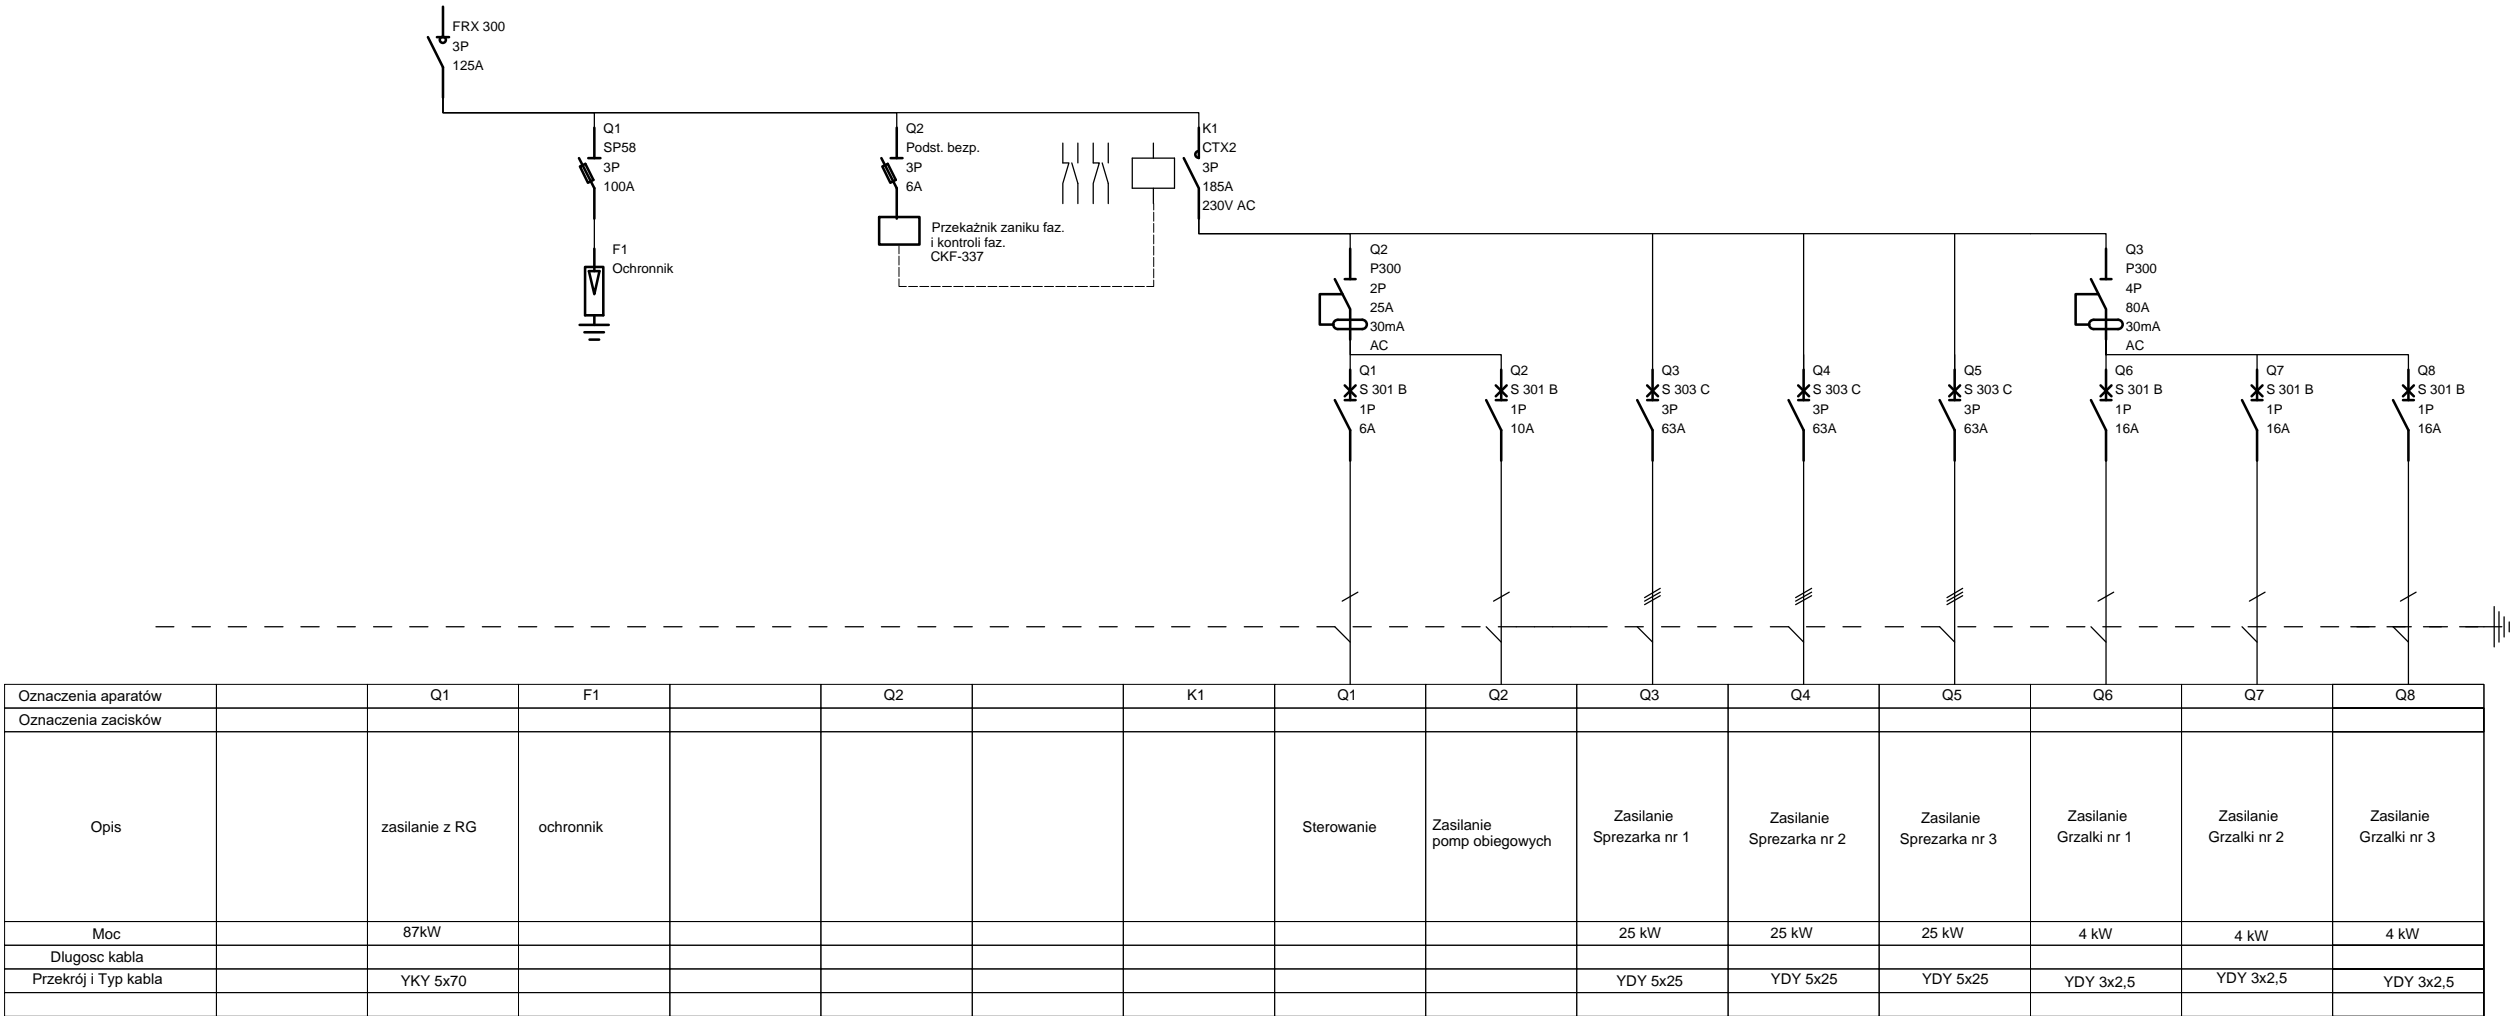 FRX 300
3P
125A
Q1
SP58
3P
100A
F1
Ochronnik
Q2
Podst. bezp.
3P
6A
Przekażnik zaniku faz.
i kontroli faz.
CKF-337
K1
CTX2
3P
185A
230V AC
Q2
P300
2P
25A
30mA
AC
Q3
P300
4P
80A
30mA
AC
Q1
S 301 B
1P
6A
Q2
S 301 B
1P
10A
Q3
S 303 C
3P
63A
Q4
S 303 C
3P
63A
Q5
S 303 C
3P
63A
Q6
S 301 B
1P
16A
Q7
S 301 B
1P
16A
Q8
S 301 B
1P
16A
Oznaczenia aparatów Q1 F1 Q2 K1 Q1 Q2 Q3 Q4 Q5 Q6 Q7 Q8
Oznaczenia zacisków
Opis
zasilanie z RG
ochronnik
Sterowanie
Zasilanie
pomp obiegowych
Zasilanie
Sprezarka nr 1
Zasilanie
Sprezarka nr 2
Zasilanie
Sprezarka nr 3
Zasilanie
Grzalki nr 1
Zasilanie
Grzalki nr 2
Zasilanie
Grzalki nr 3
Moc 87kW 25 kW 25 kW 25 kW 4 kW 4 kW 4 kW
Dlugosc kabla
Przekrój i Typ kabla YKY 5x70 YDY 5x25 YDY 5x25 YDY 5x25 YDY 3x2,5 YDY 3x2,5 YDY 3x2,5